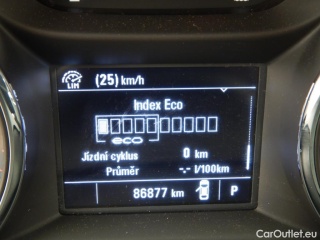 LIM (25) km/h
Index Eco
eco
Jízdní cyklus 0 km
Průměr -.- l/100km
86877 km P
CarOutlet.eu